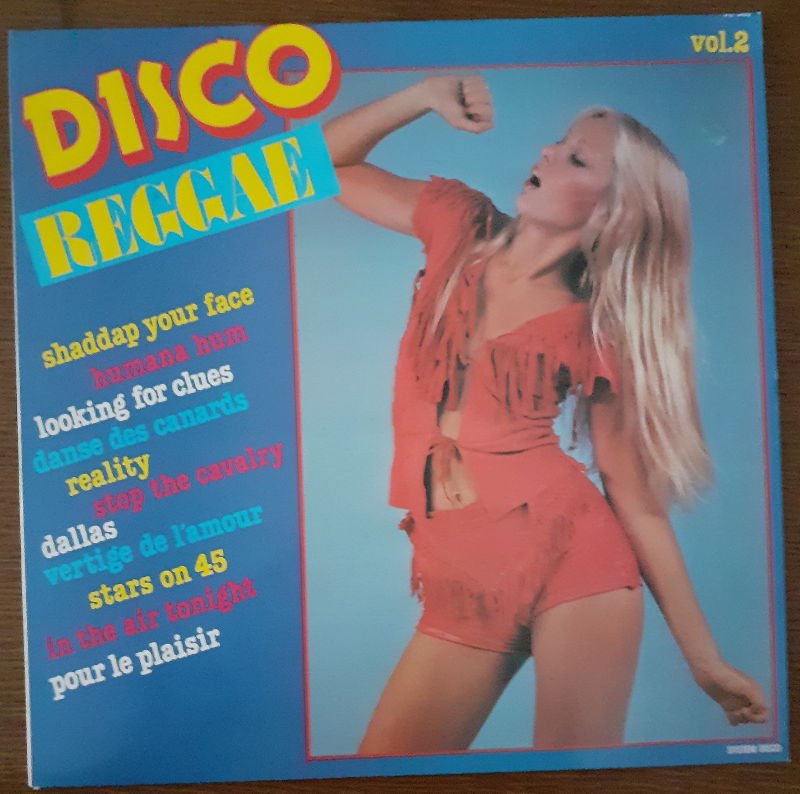 DISCO
REGGAE
vol.2
shaddap your face
humana hum
looking for clues
danse des canards
reality
stop the cavalry
dallas
vertige de l'amour
stars on 45
in the air tonight
pour le plaisir